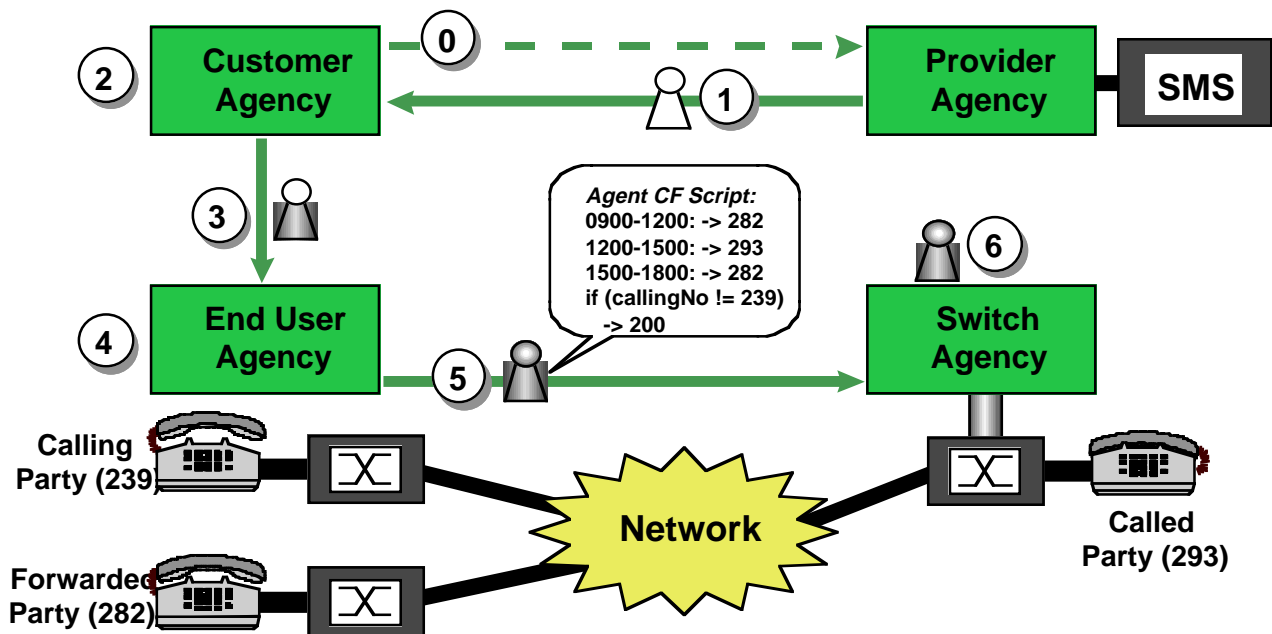 0
2
Customer
Agency
1
Provider
Agency
SMS
3
Agent CF Script:
0900-1200: -> 282
1200-1500: -> 293
1500-1800: -> 282
if (callingNo != 239)
-> 200
6
4
End User
Agency
5
Switch
Agency
Calling
Party (239)
Network
Called
Party (293)
Forwarded
Party (282)